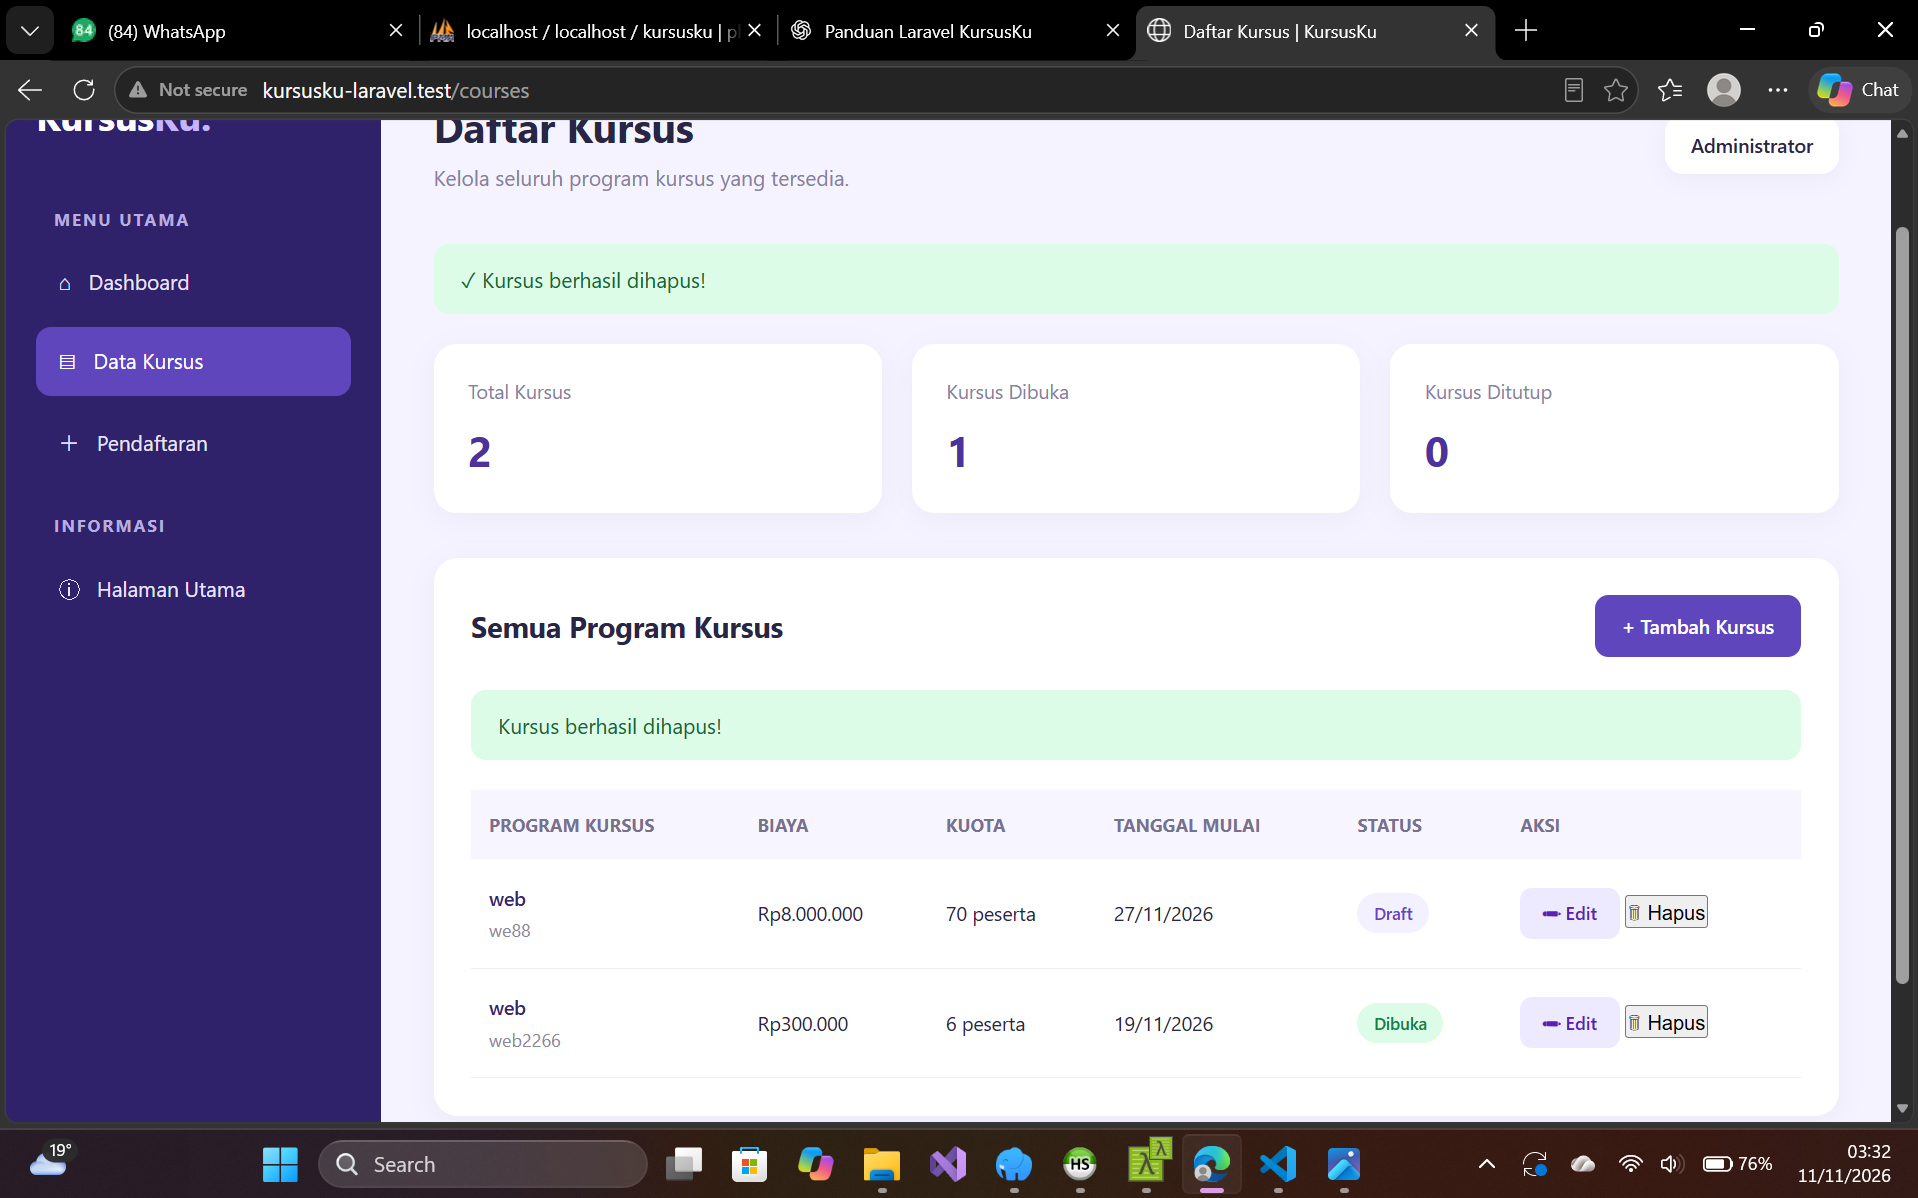 (84) WhatsApp
localhost / localhost / kursusku | pl
Panduan Laravel KursusKu
Daftar Kursus | KursusKu
Not secure
kursusku-laravel.test/courses
Chat
KursusKu.
MENU UTAMA
Dashboard
Data Kursus
Pendaftaran
INFORMASI
Halaman Utama
Daftar Kursus
Kelola seluruh program kursus yang tersedia.
Administrator
✓ Kursus berhasil dihapus!
Total Kursus
2
Kursus Dibuka
1
Kursus Ditutup
0
Semua Program Kursus
+ Tambah Kursus
Kursus berhasil dihapus!
PROGRAM KURSUS BIAYA KUOTA TANGGAL MULAI STATUS AKSI
web
we88
Rp8.000.000 70 peserta 27/11/2026 Draft Edit Hapus
web
web2266
Rp300.000 6 peserta 19/11/2026 Dibuka Edit Hapus
19°
Search
HS
76%
03:32
11/11/2026